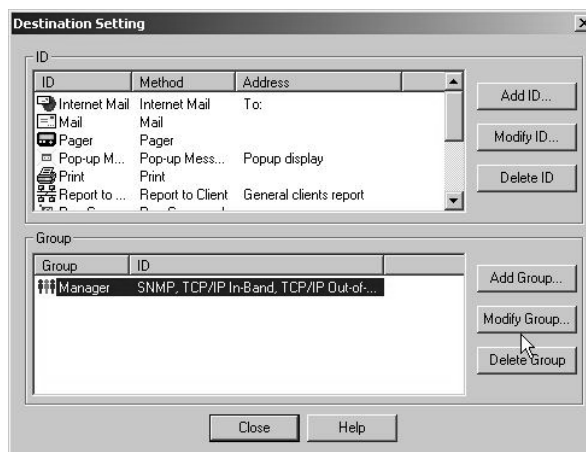 Destination Setting
ID
ID Method Address
Internet Mail Internet Mail To:
Mail Mail
Pager Pager
Pop-up M... Pop-up Mess... Popup display
Print Print
Report to ... Report to Client General clients report
Add ID...
Modify ID...
Delete ID
Group
Group ID
Manager SNMP, TCP/IP In-Band, TCP/IP Out-of-...
Add Group...
Modify Group...
Delete Group
Close Help